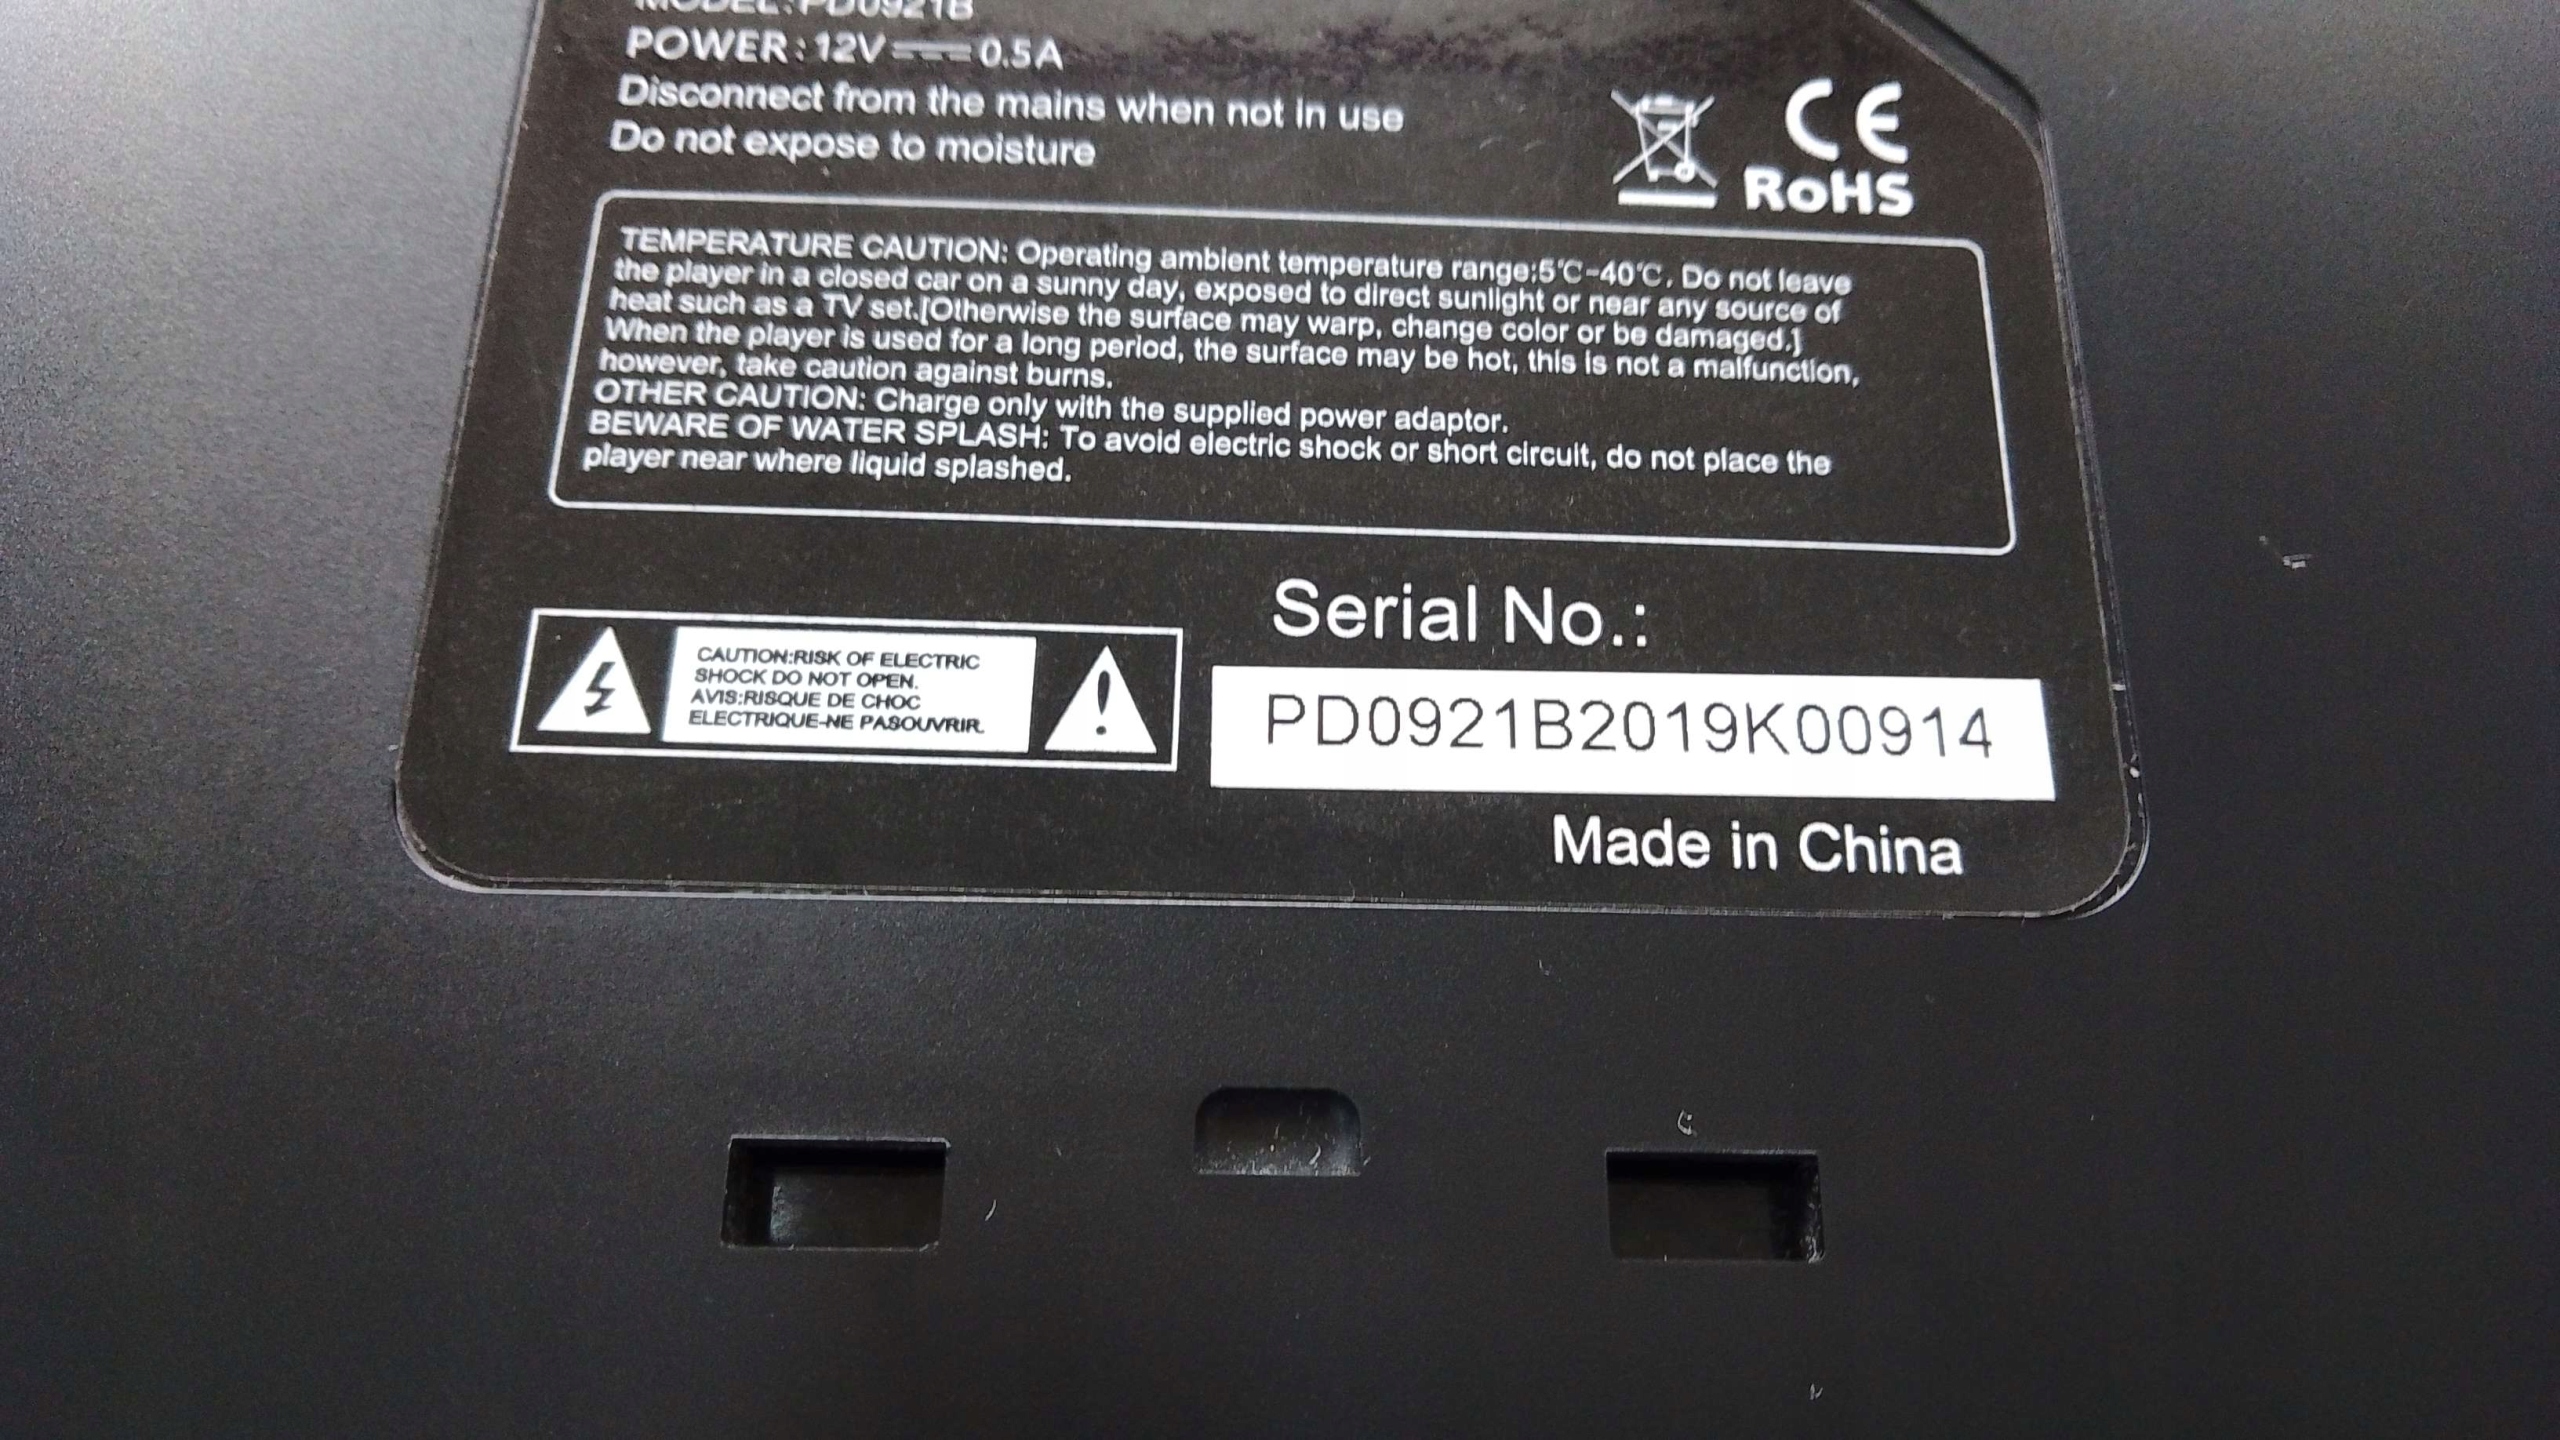 MODEL: PD0921B
POWER: 12V 0.5A
Disconnect from the mains when not in use
Do not expose to moisture
CE
RoHS
TEMPERATURE CAUTION: Operating ambient temperature range;5°C-40°C. Do not leave
the player in a closed car on a sunny day, exposed to direct sunlight or near any source of
heat such as a TV set.[Otherwise the surface may warp, change color or be damaged.]
When the player is used for a long period, the surface may be hot, this is not a malfunction,
however, take caution against burns.
OTHER CAUTION: Charge only with the supplied power adaptor.
BEWARE OF WATER SPLASH: To avoid electric shock or short circuit, do not place the
player near where liquid splashed.
CAUTION:RISK OF ELECTRIC
SHOCK DO NOT OPEN.
AVIS:RISQUE DE CHOC
ELECTRIQUE-NE PASOUVRIR.
Serial No.:
PD0921B2019K00914
Made in China